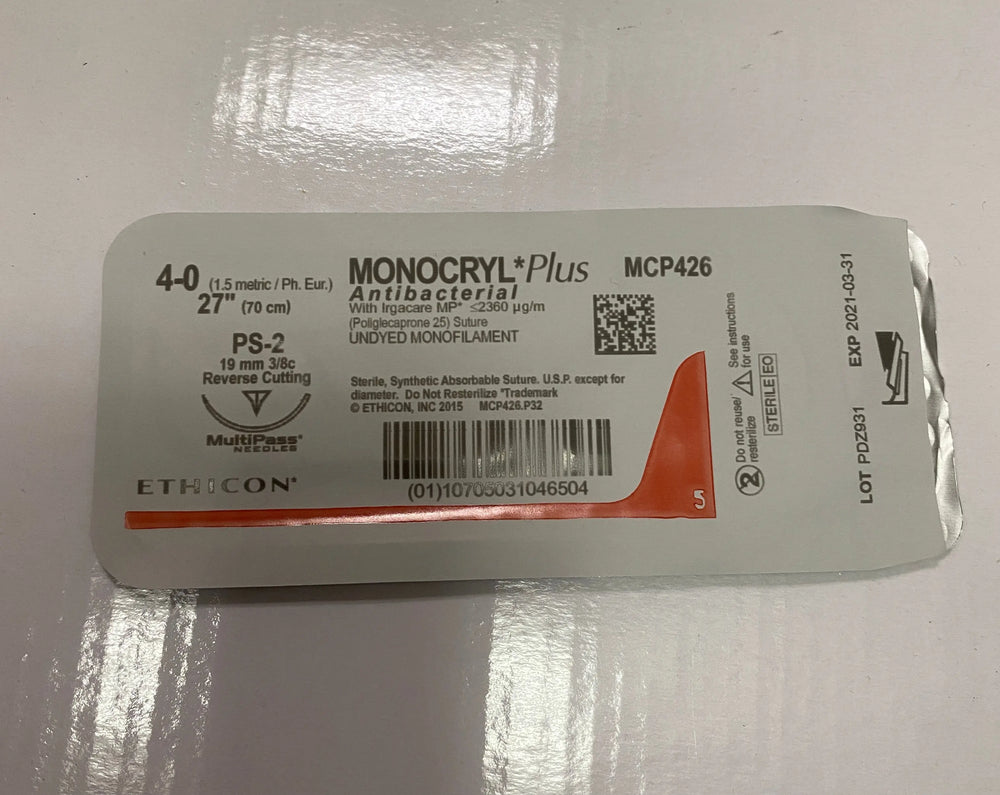 4-0 (1.5 metric / Ph. Eur.)
27" (70 cm)
PS-2
19 mm 3/8c
Reverse Cutting
MultiPass*
NEEDLES
ETHICON*
MONOCRYL*Plus
Antibacterial
With Irgacare MP* ≤2360 µg/m
(Poliglecaprone 25) Suture
UNDYED MONOFILAMENT
MCP426
Sterile, Synthetic Absorbable Suture. U.S.P. except for
diameter. Do Not Resterilize *Trademark
© ETHICON, INC 2015 MCP426.P32
(01)10705031046504
5
2 Do not reuse/
resterilize
See instructions
for use
STERILE EO
LOT PDZ931 EXP 2021-03-31